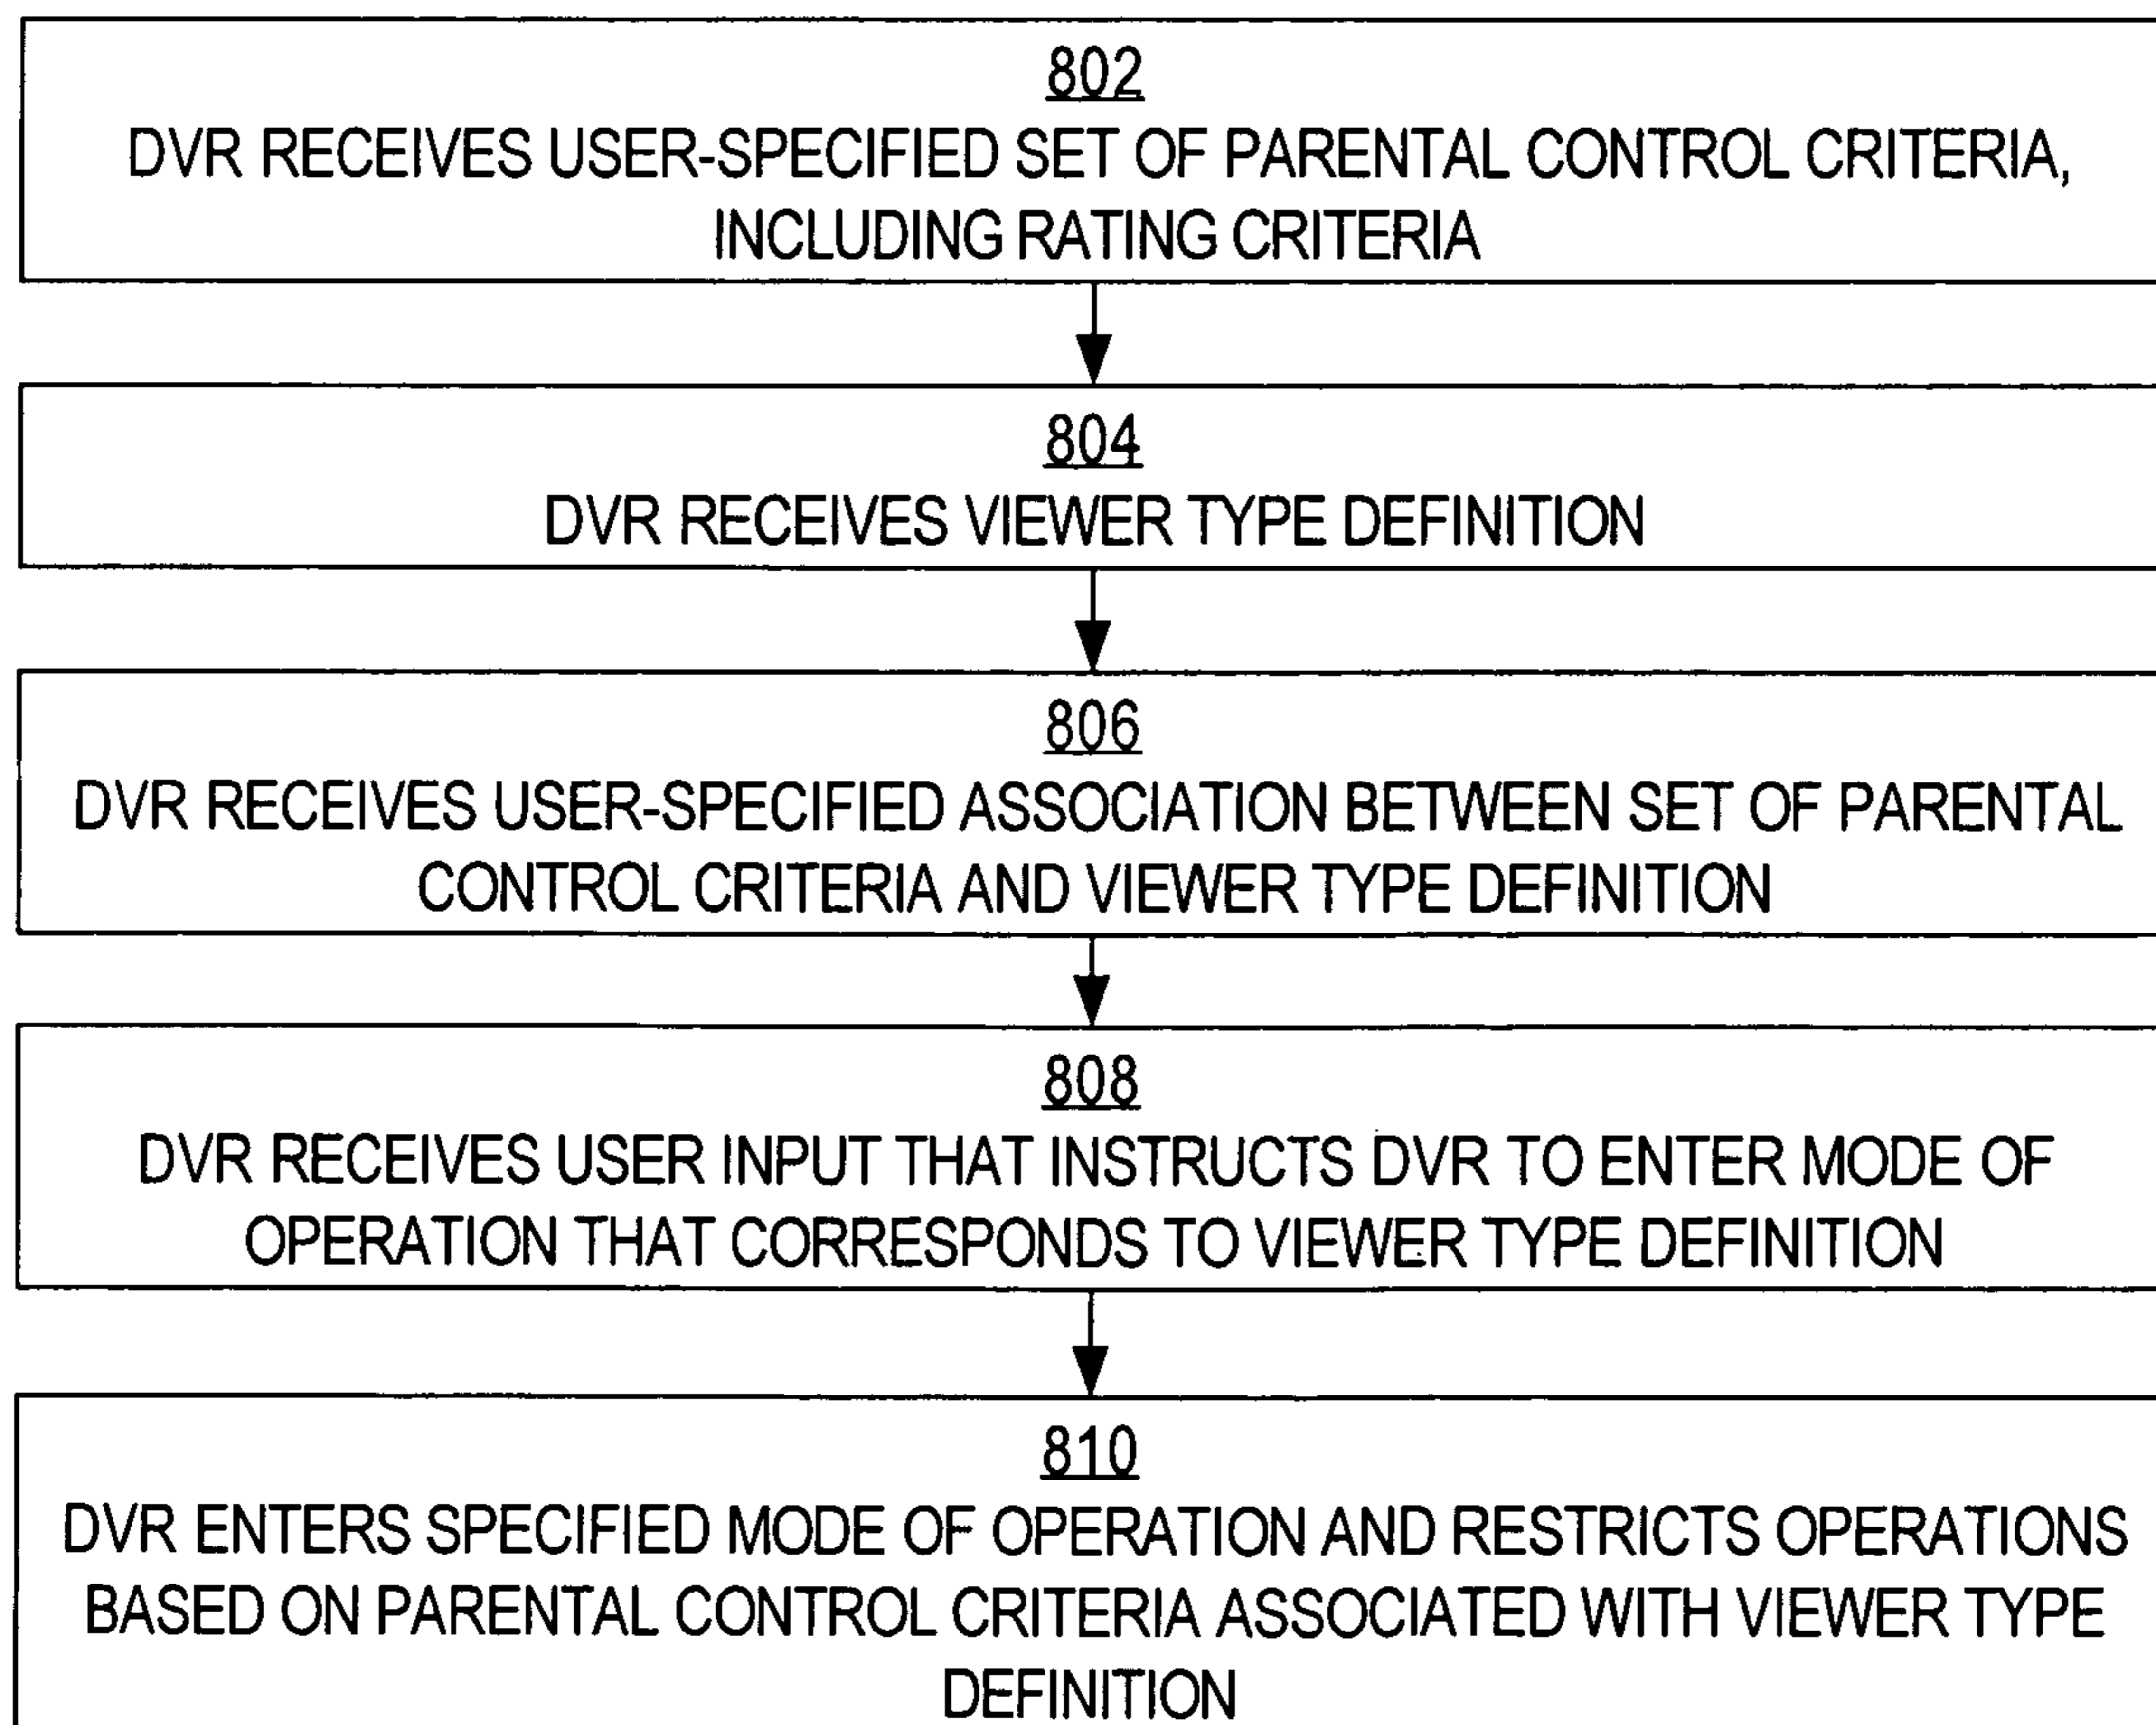 802
DVR RECEIVES USER-SPECIFIED SET OF PARENTAL CONTROL CRITERIA,
INCLUDING RATING CRITERIA
804
DVR RECEIVES VIEWER TYPE DEFINITION
806
DVR RECEIVES USER-SPECIFIED ASSOCIATION BETWEEN SET OF PARENTAL
CONTROL CRITERIA AND VIEWER TYPE DEFINITION
808
DVR RECEIVES USER INPUT THAT INSTRUCTS DVR TO ENTER MODE OF
OPERATION THAT CORRESPONDS TO VIEWER TYPE DEFINITION
810
DVR ENTERS SPECIFIED MODE OF OPERATION AND RESTRICTS OPERATIONS
BASED ON PARENTAL CONTROL CRITERIA ASSOCIATED WITH VIEWER TYPE
DEFINITION